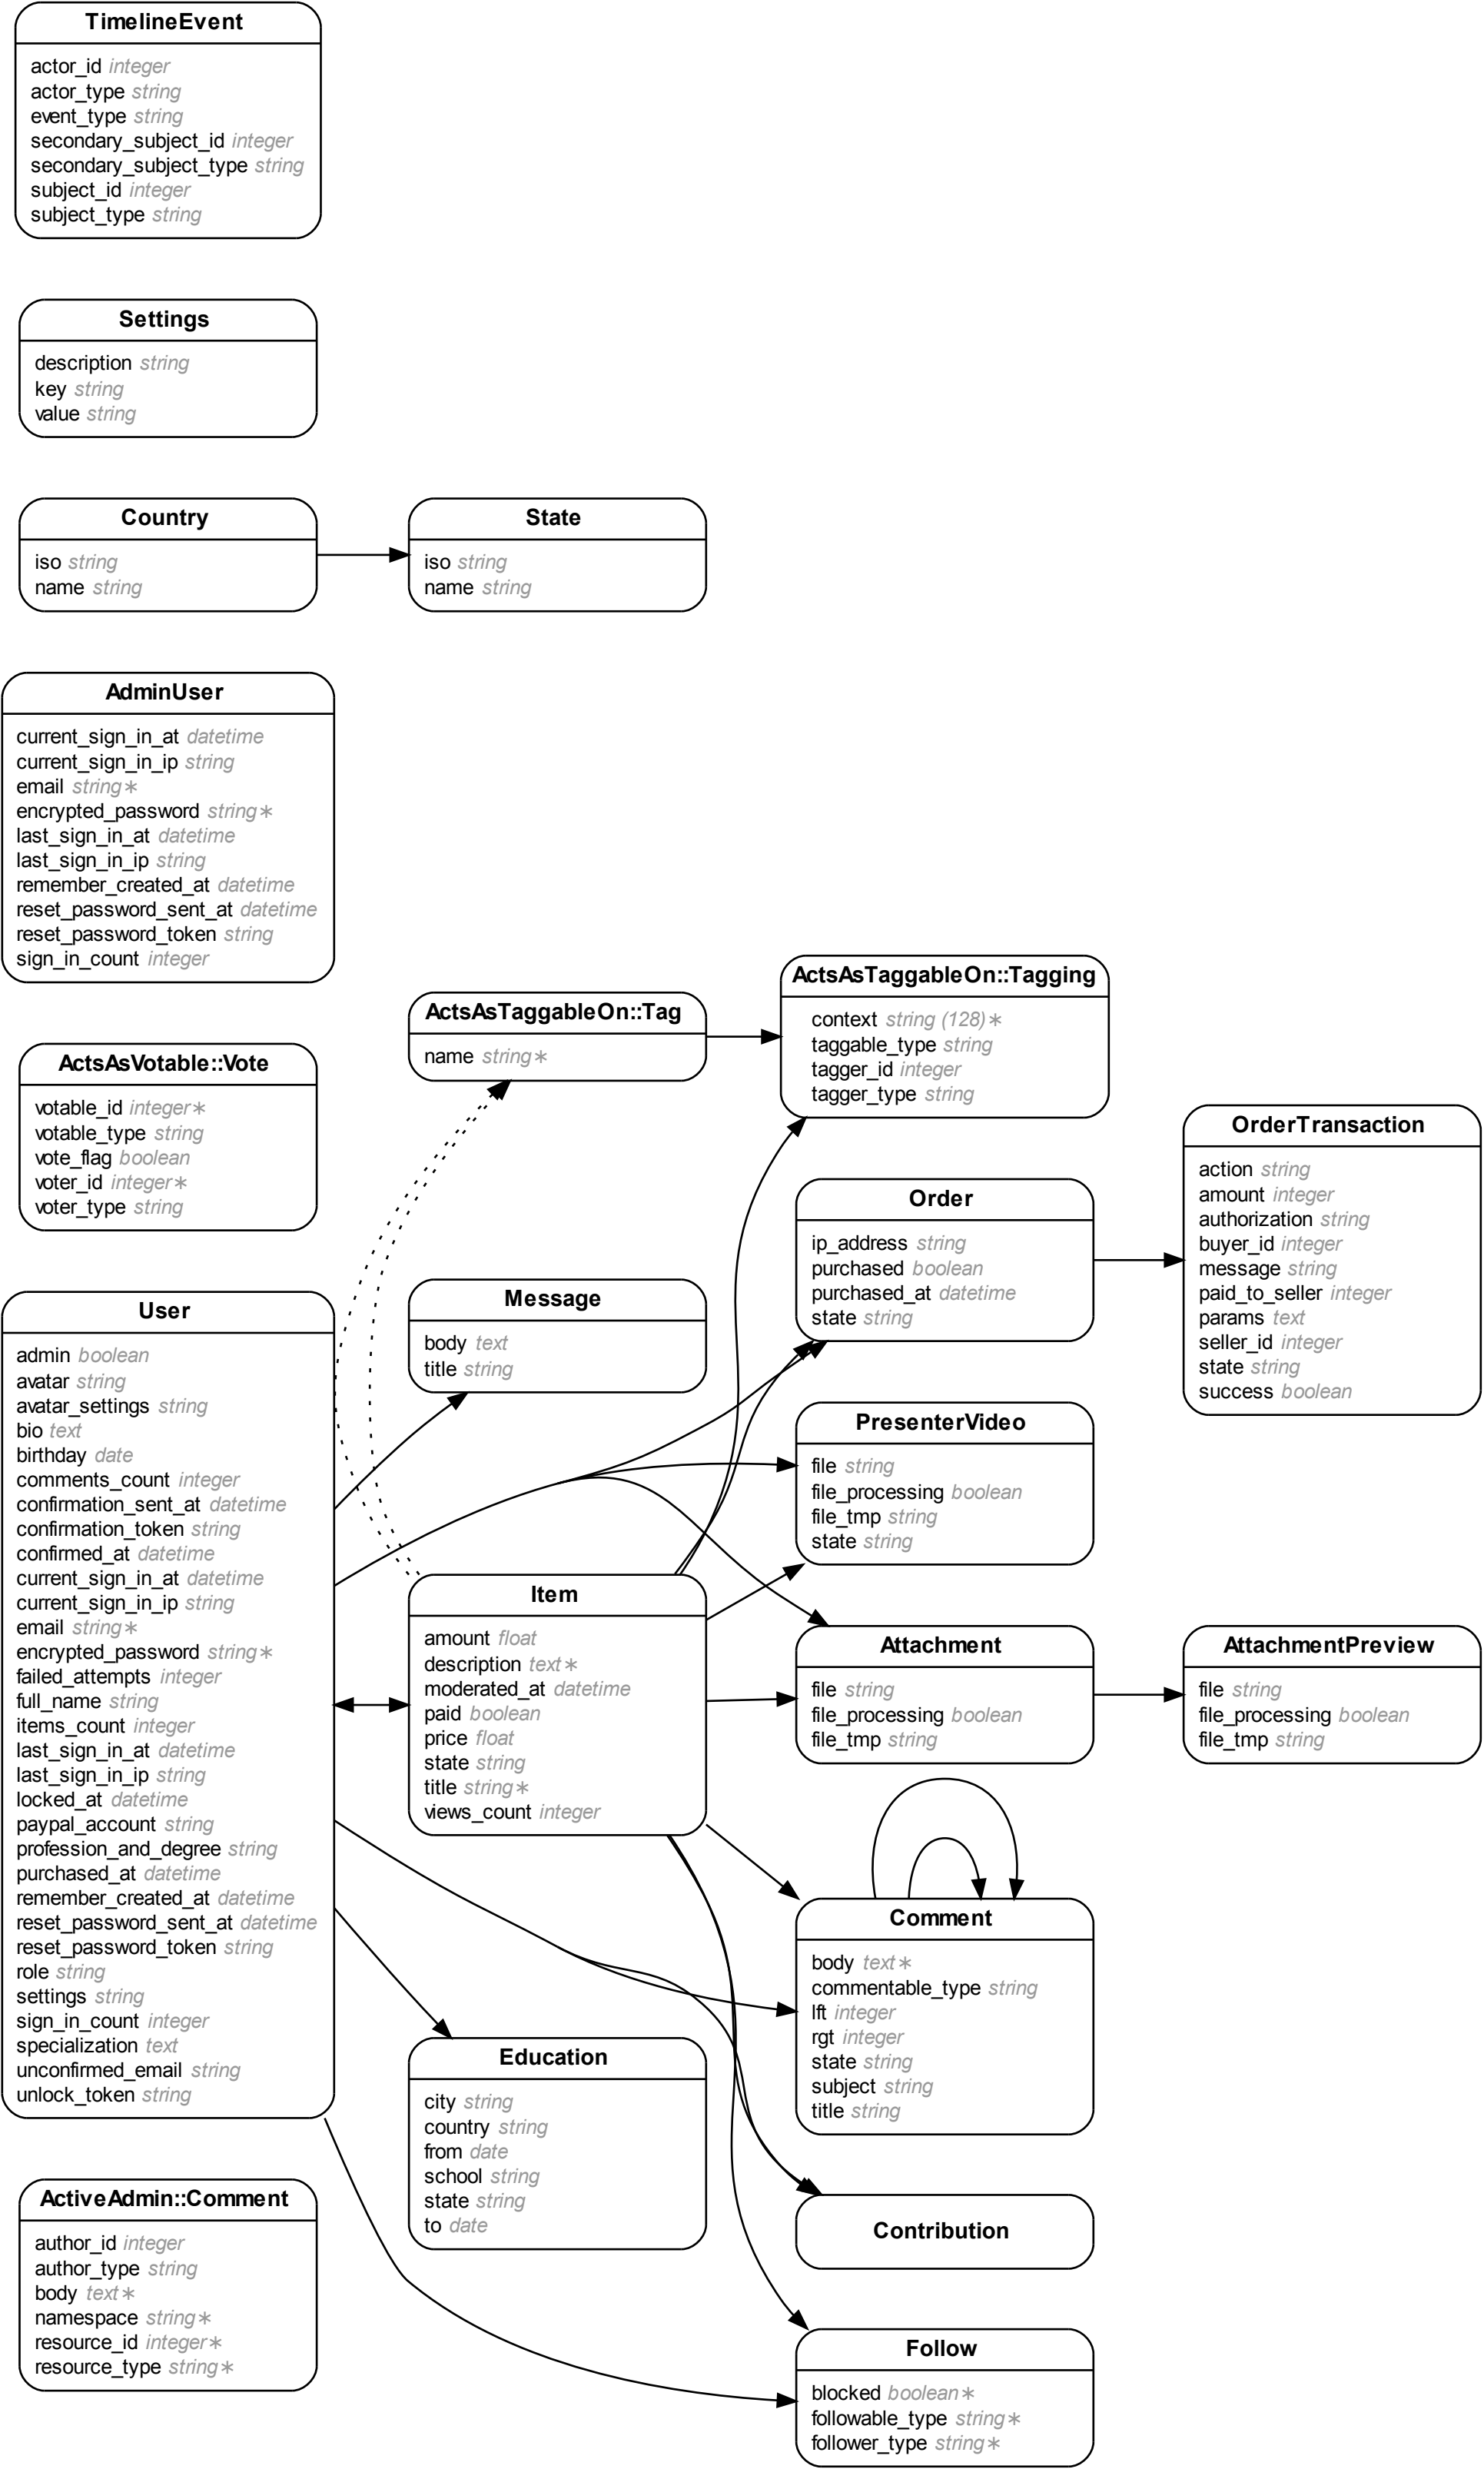 TimelineEvent
actor_id integer
actor_type string
event_type string
secondary_subject_id integer
secondary_subject_type string
subject_id integer
subject_type string
Settings
description string
key string
value string
Country
iso string
name string
State
iso string
name string
AdminUser
current_sign_in_at datetime
current_sign_in_ip string
email string∗
encrypted_password string∗
last_sign_in_at datetime
last_sign_in_ip string
remember_created_at datetime
reset_password_sent_at datetime
reset_password_token string
sign_in_count integer
ActsAsTaggableOn::Tag
name string∗
ActsAsTaggableOn::Tagging
context string (128)∗
taggable_type string
tagger_id integer
tagger_type string
ActsAsVotable::Vote
votable_id integer∗
votable_type string
vote_flag boolean
voter_id integer∗
voter_type string
OrderTransaction
action string
amount integer
authorization string
buyer_id integer
message string
paid_to_seller integer
params text
seller_id integer
state string
success boolean
Order
ip_address string
purchased boolean
purchased_at datetime
state string
Message
body text
title string
User
admin boolean
avatar string
avatar_settings string
bio text
birthday date
comments_count integer
confirmation_sent_at datetime
confirmation_token string
confirmed_at datetime
current_sign_in_at datetime
current_sign_in_ip string
email string∗
encrypted_password string∗
failed_attempts integer
full_name string
items_count integer
last_sign_in_at datetime
last_sign_in_ip string
locked_at datetime
paypal_account string
profession_and_degree string
purchased_at datetime
remember_created_at datetime
reset_password_sent_at datetime
reset_password_token string
role string
settings string
sign_in_count integer
specialization text
unconfirmed_email string
unlock_token string
PresenterVideo
file string
file_processing boolean
file_tmp string
state string
Item
amount float
description text∗
moderated_at datetime
paid boolean
price float
state string
title string∗
views_count integer
Attachment
file string
file_processing boolean
file_tmp string
AttachmentPreview
file string
file_processing boolean
file_tmp string
Comment
body text∗
commentable_type string
lft integer
rgt integer
state string
subject string
title string
Education
city string
country string
from date
school string
state string
to date
ActiveAdmin::Comment
author_id integer
author_type string
body text∗
namespace string∗
resource_id integer∗
resource_type string∗
Contribution
Follow
blocked boolean∗
followable_type string∗
follower_type string∗